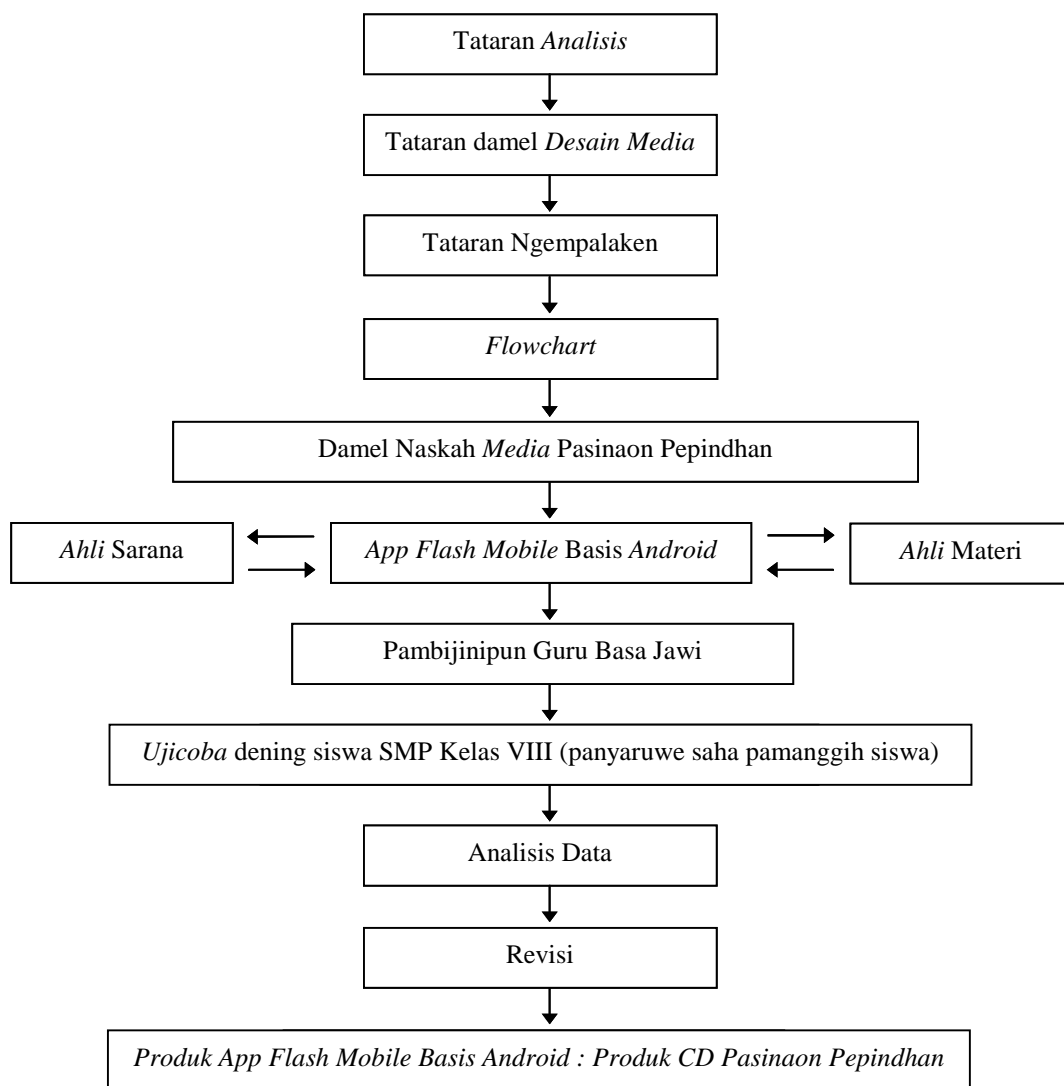 Tataran Analisis
Tataran damel Desain Media
Tataran Ngempalaken
Flowchart
Damel Naskah Media Pasinaon Pepindhan
Ahli Sarana
App Flash Mobile Basis Android
Ahli Materi
Pambijinipun Guru Basa Jawi
Ujicoba dening siswa SMP Kelas VIII (panyaruwe saha pamanggih siswa)
Analisis Data
Revisi
Produk App Flash Mobile Basis Android : Produk CD Pasinaon Pepindhan